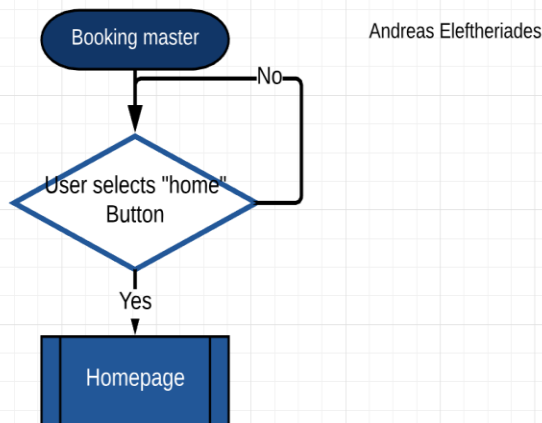 Booking master
Andreas Eleftheriades
No
User selects "home"
Button
Yes
Homepage